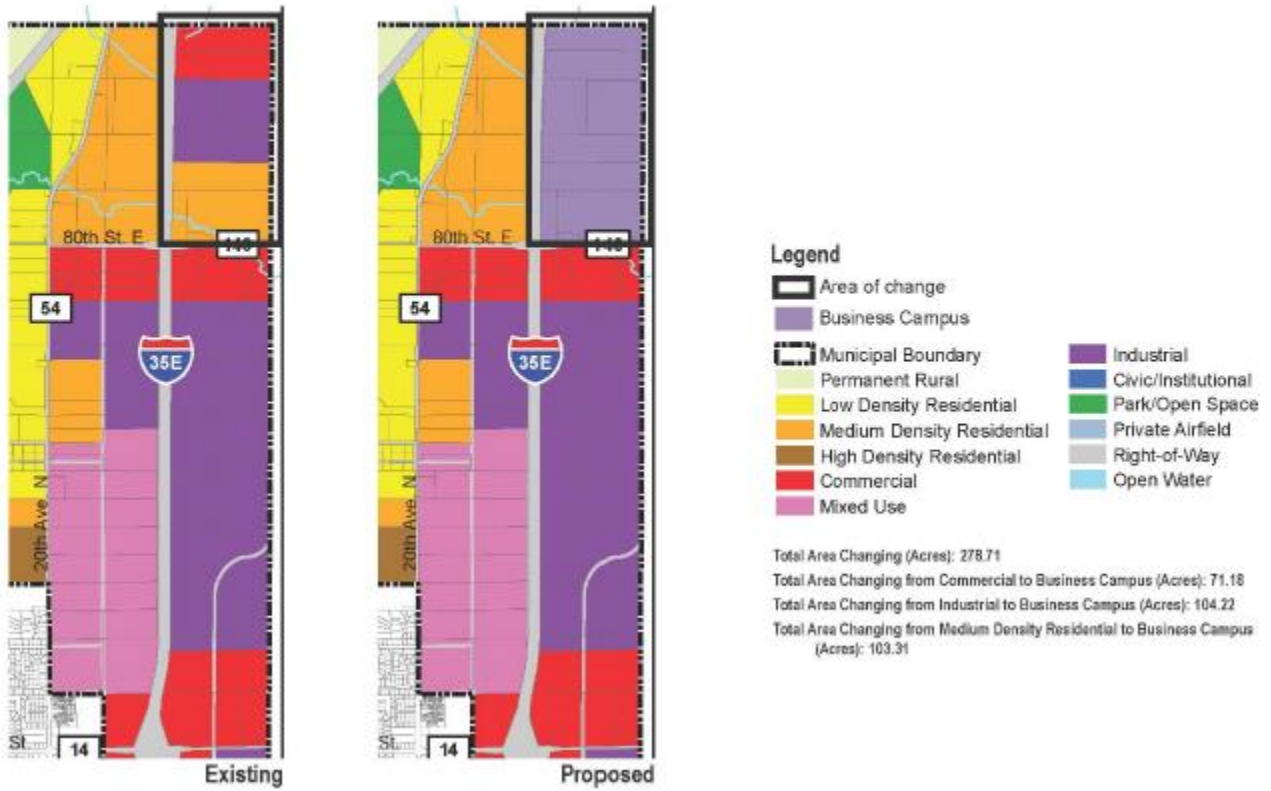 80th St. E
140
54
35E
20th Ave N
St.
14
Existing
80th St. E
140
54
35E
20th Ave N
St.
14
Proposed
Legend
Area of change
Business Campus
Municipal Boundary
Permanent Rural
Low Density Residential
Medium Density Residential
High Density Residential
Commercial
Mixed Use
Industrial
Civic/Institutional
Park/Open Space
Private Airfield
Right-of-Way
Open Water
Total Area Changing (Acres): 278.71
Total Area Changing from Commercial to Business Campus (Acres): 71.18
Total Area Changing from Industrial to Business Campus (Acres): 104.22
Total Area Changing from Medium Density Residential to Business Campus
(Acres): 103.31